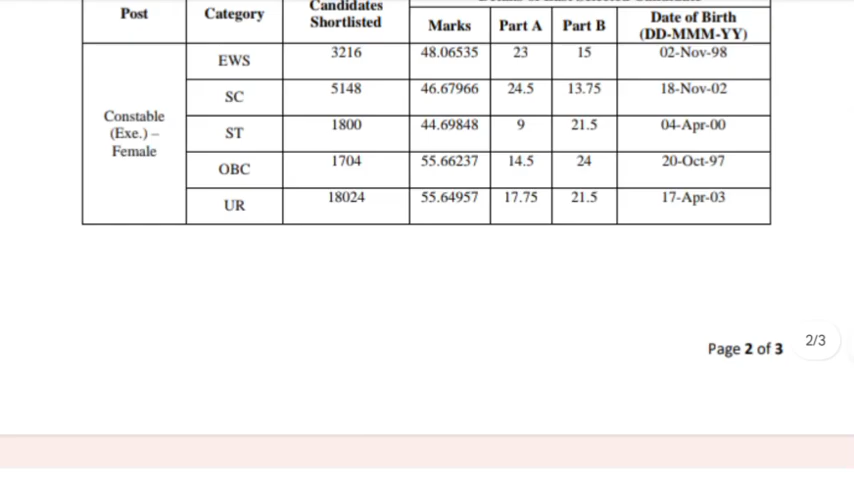 Post Category Candidates Shortlisted Marks Part A Part B Date of Birth (DD-MMM-YY)
Constable (Exe.) – Female
EWS 3216 48.06535 23 15 02-Nov-98
SC 5148 46.67966 24.5 13.75 18-Nov-02
ST 1800 44.69848 9 21.5 04-Apr-00
OBC 1704 55.66237 14.5 24 20-Oct-97
UR 18024 55.64957 17.75 21.5 17-Apr-03
Page 2 of 3
2/3